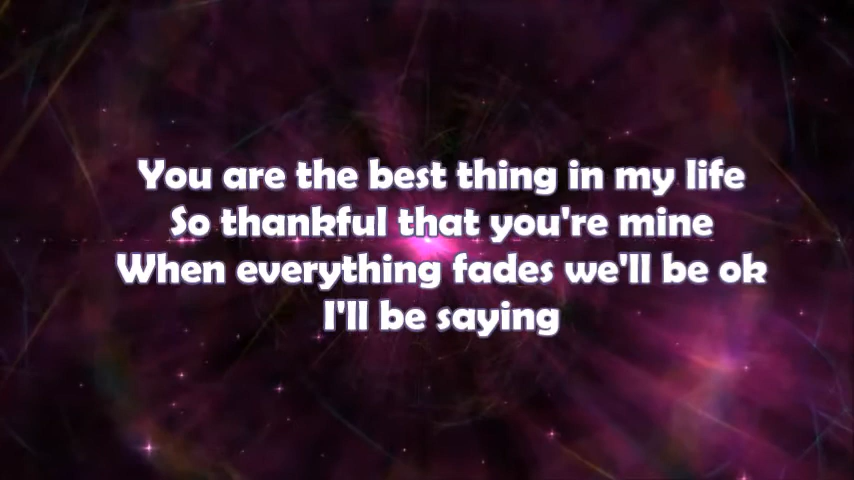 You are the best thing in my life
So thankful that you're mine
When everything fades we'll be ok
I'll be saying